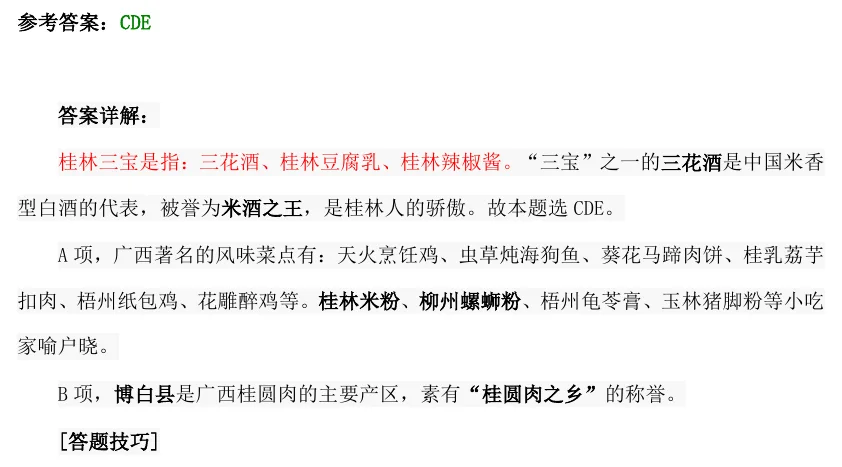 参考答案：CDE
答案详解：
桂林三宝是指：三花酒、桂林豆腐乳、桂林辣椒酱。“三宝”之一的三花酒是中国米香
型白酒的代表，被誉为米酒之王，是桂林人的骄傲。故本题选 CDE。
A 项，广西著名的风味菜点有：天火烹饪鸡、虫草炖海狗鱼、葵花马蹄肉饼、桂乳荔芋
扣肉、梧州纸包鸡、花雕醉鸡等。桂林米粉、柳州螺蛳粉、梧州龟苓膏、玉林猪脚粉等小吃
家喻户晓。
B 项，博白县是广西桂圆肉的主要产区，素有“桂圆肉之乡”的称誉。
[答题技巧]